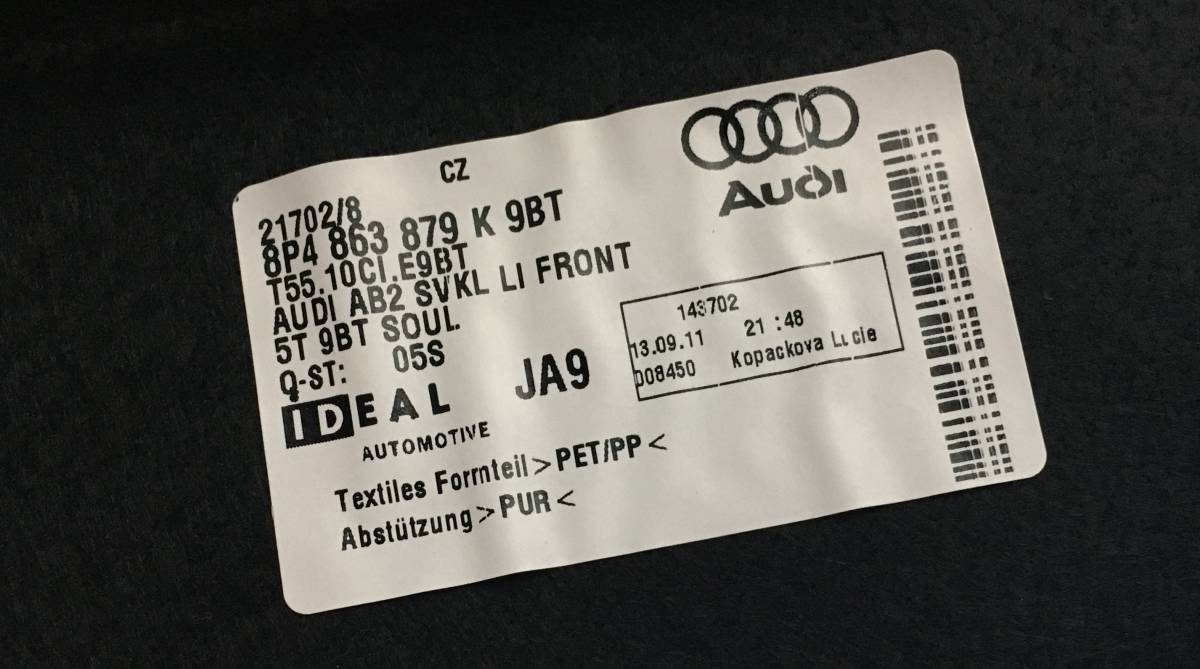 CZ
Audi
21702/8
8P4 863 879 K 9BT
T55.10CI.E9BT
AUDI AB2 SVKL LI FRONT
5T 9BT SOUL
Q-ST: 05S
IDEAL
AUTOMOTIVE
JA9
143702
13.09.11 21:48
D08450 Kopackova Lucie
Textiles Formteil >PET/PP<
Abstützung >PUR<